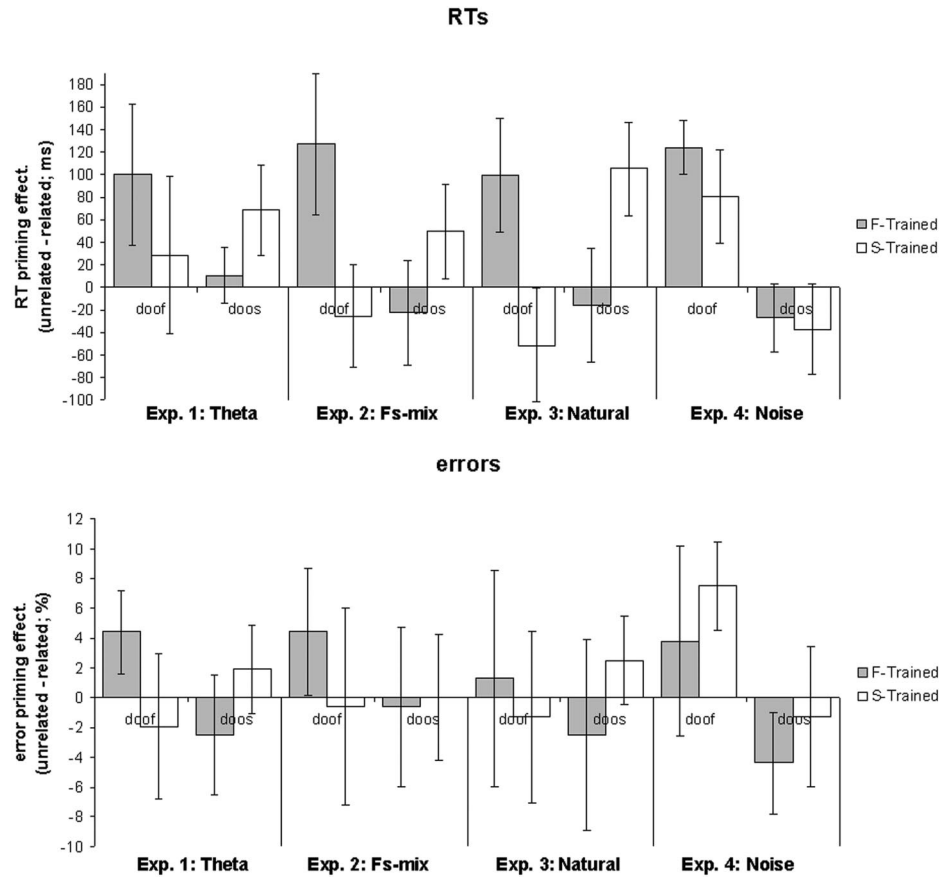 RTs
RT priming effect.
(unrelated - related; ms)
180
160
140
120
100
80
60
40
20
0
-20
-40
-60
-80
-100
doof
doos
doof
doos
doof
doos
doof
doos
Exp. 1: Theta
Exp. 2: Fs-mix
Exp. 3: Natural
Exp. 4: Noise
F-Trained
S-Trained
errors
error priming effect.
(unrelated - related; %)
12
10
8
6
4
2
0
-2
-4
-6
-8
-10
doof
doos
doof
doos
doof
doos
doof
doos
Exp. 1: Theta
Exp. 2: Fs-mix
Exp. 3: Natural
Exp. 4: Noise
F-Trained
S-Trained